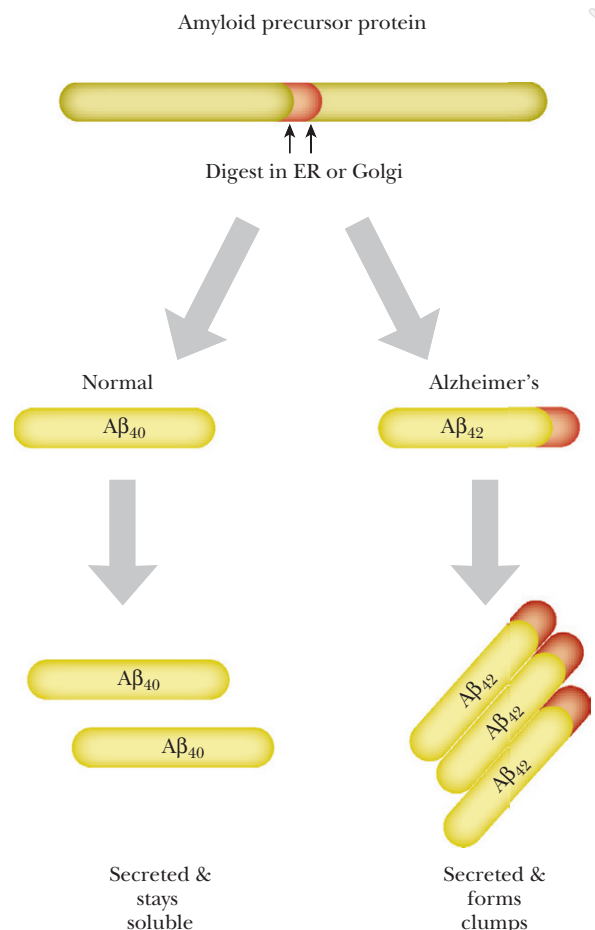 Amyloid precursor protein
Digest in ER or Golgi
Normal
Alzheimer's
Aβ₄₀
Aβ₄₂
Aβ₄₀
Aβ₄₀
Aβ₄₂
Aβ₄₂
Aβ₄₂
Secreted &
stays
soluble
Secreted &
forms
clumps